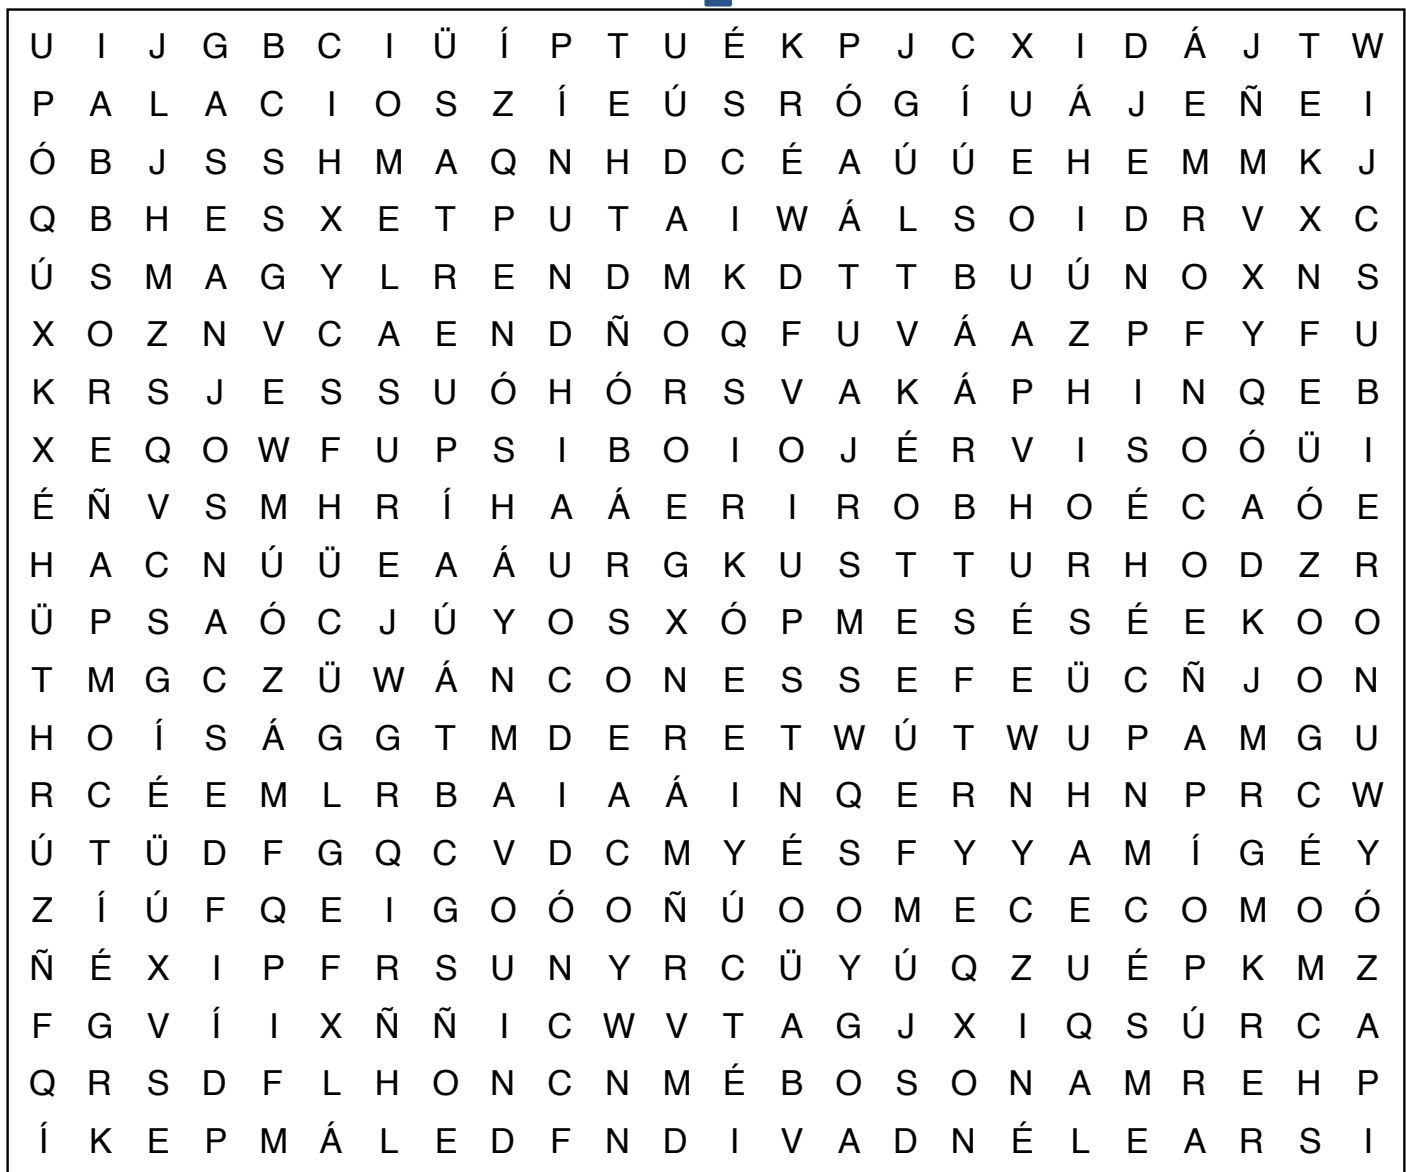 U I J G B C I Ü Í P T U É K P J C X I D Á J T W
P A L A C I O S Z Í E Ú S R Ó G Í U Á J E Ñ E I
Ó B J S S H M A Q N H D C É A Ú Ú E H E M M K J
Q B H E S X E T P U T A I W Á L S O I D R V X C
Ú S M A G Y L R E N D M K D T T B U Ú N O X N S
X O Z N V C A E N D Ñ O Q F U V Á A Z P F Y F U
K R S J E S S U Ó H Ó R S V A K Á P H I N Q E B
X E Q O W F U P S I B O I O J É R V I S O Ó Ü I
É Ñ V S M H R Í H A Á E R I R O B H O É C A Ó E
H A C N Ú Ü E A Á U R G K U S T T U R H O D Z R
Ü P S A Ó C J Ú Y O S X Ó P M E S É S É E K O O
T M G C Z Ü W Á N C O N E S S E F E Ü C Ñ J O N
H O Í S Á G G T M D E R E T W Ú T W U P A M G U
R C É E M L R B A I A Á I N Q E R N H N P R C W
Ú T Ü D F G Q C V D C M Y É S F Y Y A M Í G É Y
Z Í Ú F Q E I G O Ó O Ñ Ú O O M E C E C O M O Ó
Ñ É X I P F R S U N Y R C Ü Y Ú Q Z U É P K M Z
F G V Í I X Ñ Ñ I C W V T A G J X I Q S Ú R C A
Q R S D F L H O N C N M É B O S O N A M R E H P
Í K E P M Á L E D F N D I V A D N É L E A R S I